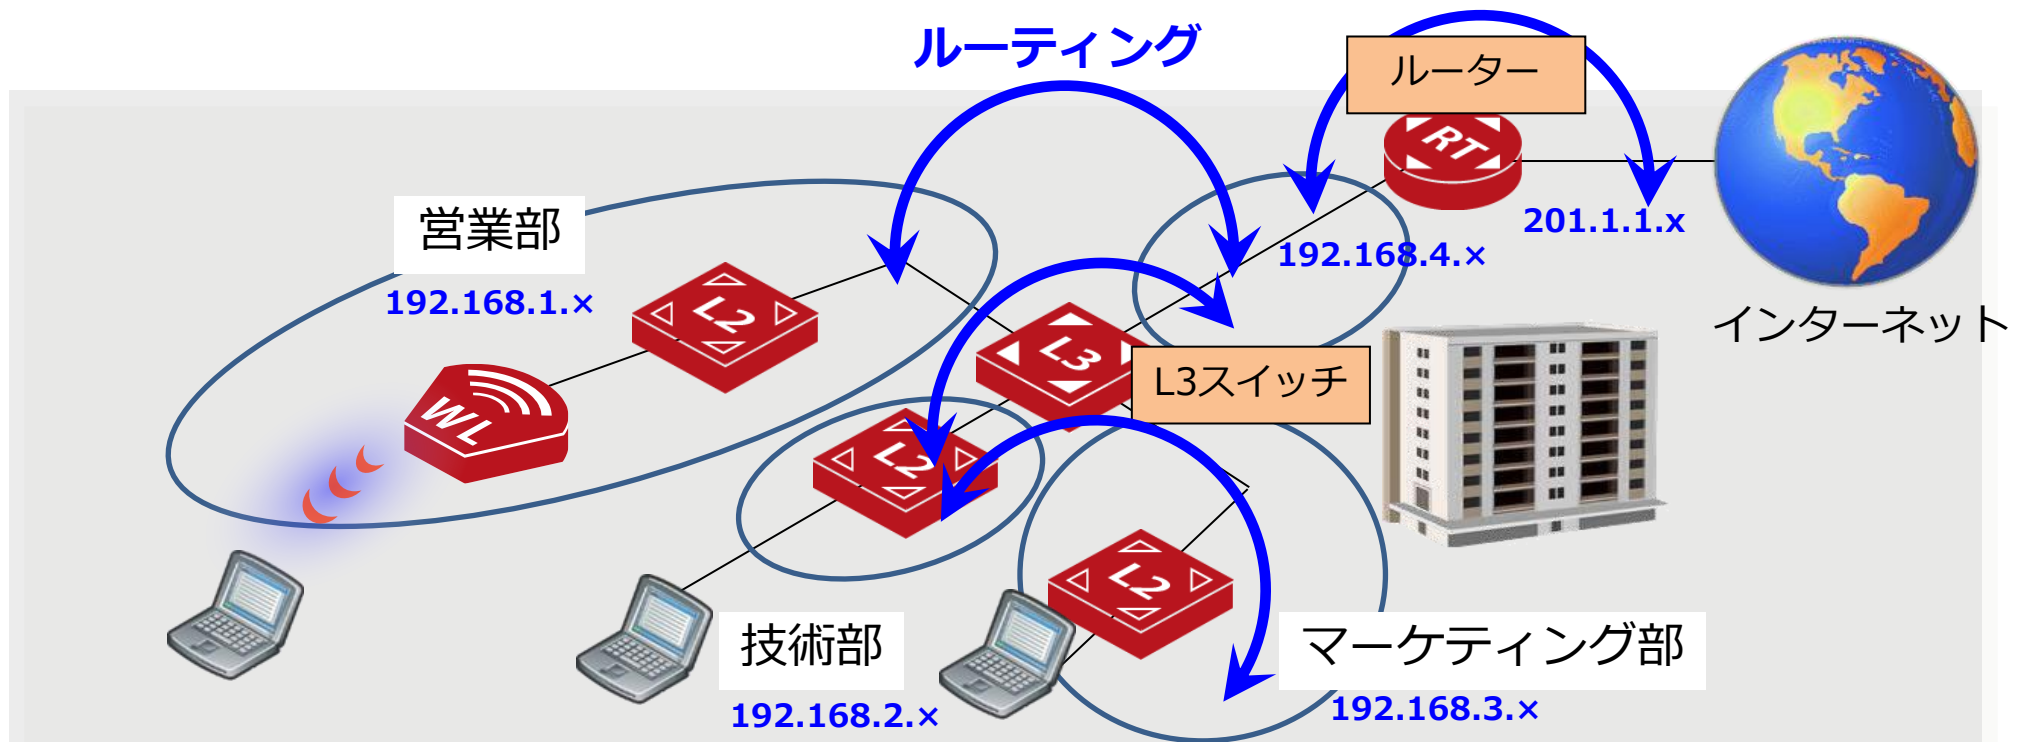 ルーティング
ルーター
RT
201.1.1.x
192.168.4.×
インターネット
営業部
192.168.1.×
L2
WL
L3
L3スイッチ
L2
L2
技術部
192.168.2.×
マーケティング部
192.168.3.×